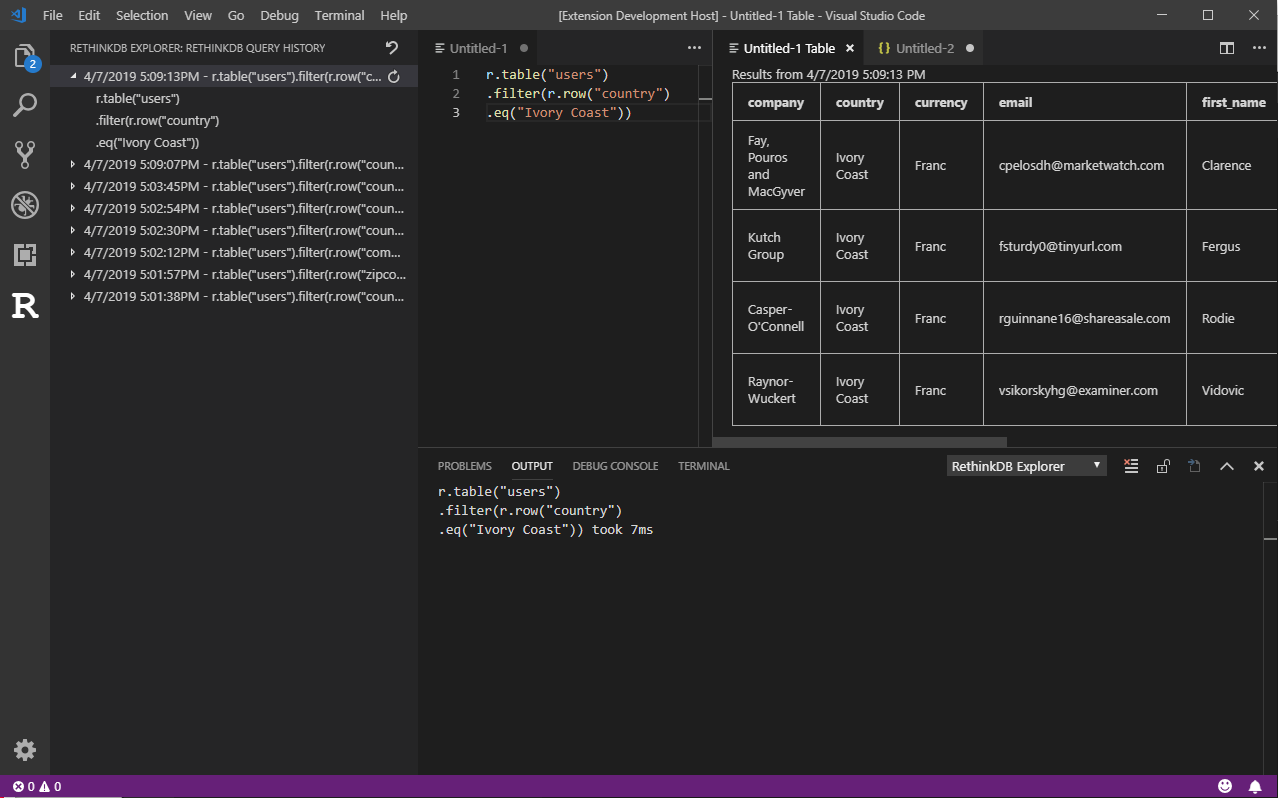 File Edit Selection View Go Debug Terminal Help
[Extension Development Host] - Untitled-1 Table - Visual Studio Code
2
R
RETHINKDB EXPLORER: RETHINKDB QUERY HISTORY
4/7/2019 5:09:13PM - r.table("users").filter(r.row("c...
r.table("users")
.filter(r.row("country")
.eq("Ivory Coast"))
4/7/2019 5:09:07PM - r.table("users").filter(r.row("coun...
4/7/2019 5:03:45PM - r.table("users").filter(r.row("coun...
4/7/2019 5:02:54PM - r.table("users").filter(r.row("coun...
4/7/2019 5:02:30PM - r.table("users").filter(r.row("coun...
4/7/2019 5:02:12PM - r.table("users").filter(r.row("com...
4/7/2019 5:01:57PM - r.table("users").filter(r.row("zipco...
4/7/2019 5:01:38PM - r.table("users").filter(r.row("coun...
Untitled-1
1 r.table("users")
2 .filter(r.row("country")
3 .eq("Ivory Coast"))
Untitled-1 Table
{} Untitled-2
Results from 4/7/2019 5:09:13 PM
company country currency email first_name
Fay,
Pouros
and
MacGyver
Ivory
Coast
Franc
cpelosdh@marketwatch.com
Clarence
Kutch
Group
Ivory
Coast
Franc
fsturdy0@tinyurl.com
Fergus
Casper-
O'Connell
Ivory
Coast
Franc
rguinnane16@shareasale.com
Rodie
Raynor-
Wuckert
Ivory
Coast
Franc
vsikorskyhg@examiner.com
Vidovic
PROBLEMS OUTPUT DEBUG CONSOLE TERMINAL
RethinkDB Explorer
r.table("users")
.filter(r.row("country")
.eq("Ivory Coast")) took 7ms
0 0